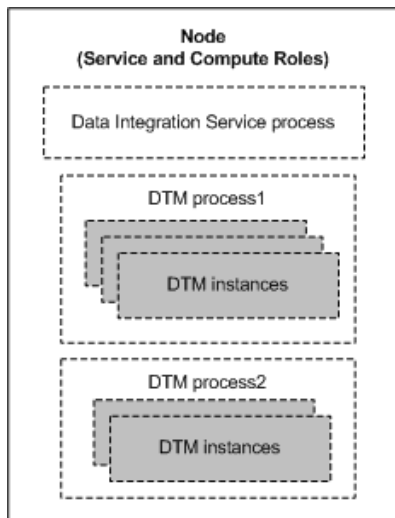 Node
(Service and Compute Roles)
Data Integration Service process
DTM process1
DTM instances
DTM process2
DTM instances